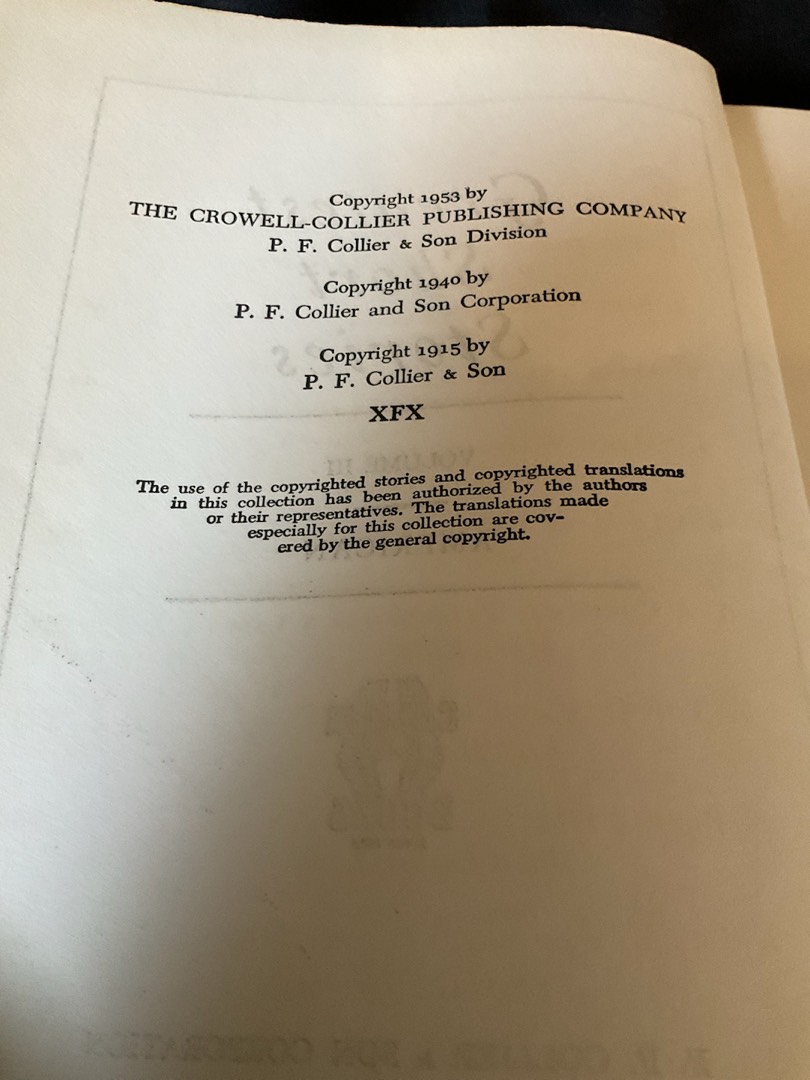 Copyright 1953 by
THE CROWELL-COLLIER PUBLISHING COMPANY
P. F. Collier & Son Division
Copyright 1940 by
P. F. Collier and Son Corporation
Copyright 1915 by
P. F. Collier & Son
XFX
The use of the copyrighted stories and copyrighted translations
in this collection has been authorized by the authors
or their representatives. The translations made
especially for this collection are cov-
ered by the general copyright.